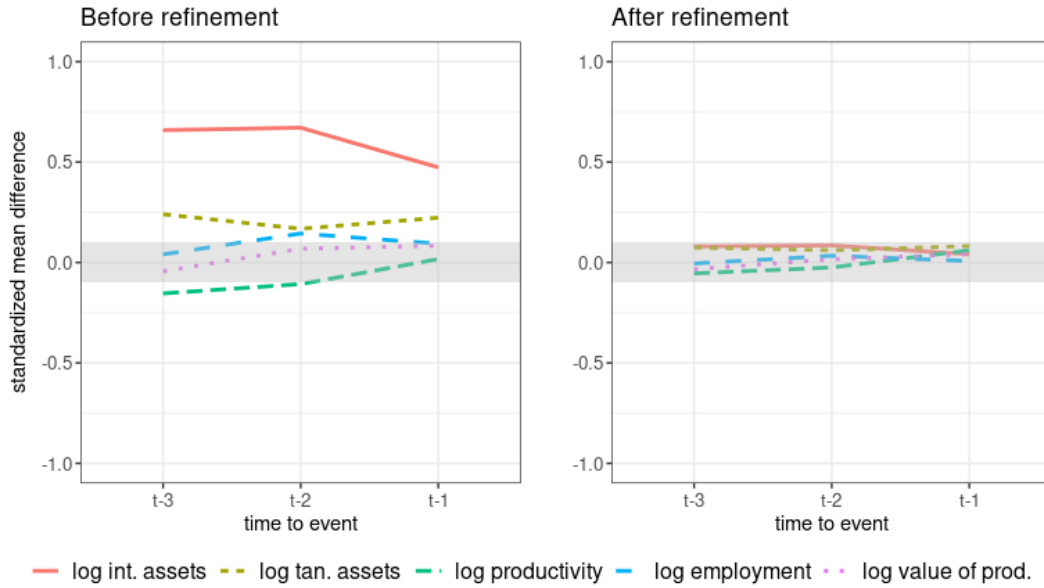 Before refinement
After refinement
standardized mean difference
1.0
0.5
0.0
-0.5
-1.0
t-3
t-2
t-1
time to event
1.0
0.5
0.0
-0.5
-1.0
t-3
t-2
t-1
time to event
log int. assets
log tan. assets
log productivity
log employment
log value of prod.